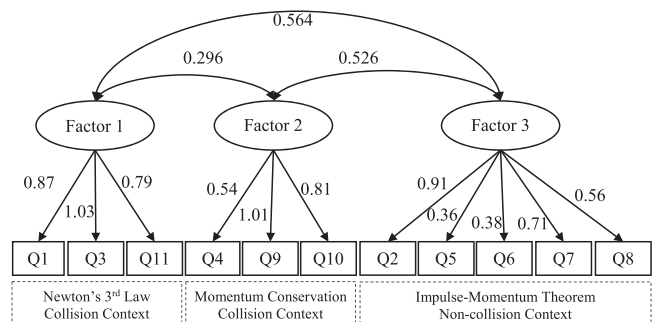 0.564
0.296 0.526
Factor 1 Factor 2 Factor 3
0.87 1.03 0.79 0.54 1.01 0.81 0.91 0.36 0.38 0.71 0.56
Q1 Q3 Q11 Q4 Q9 Q10 Q2 Q5 Q6 Q7 Q8
Newton's 3rd Law
Collision Context
Momentum Conservation
Collision Context
Impulse-Momentum Theorem
Non-collision Context